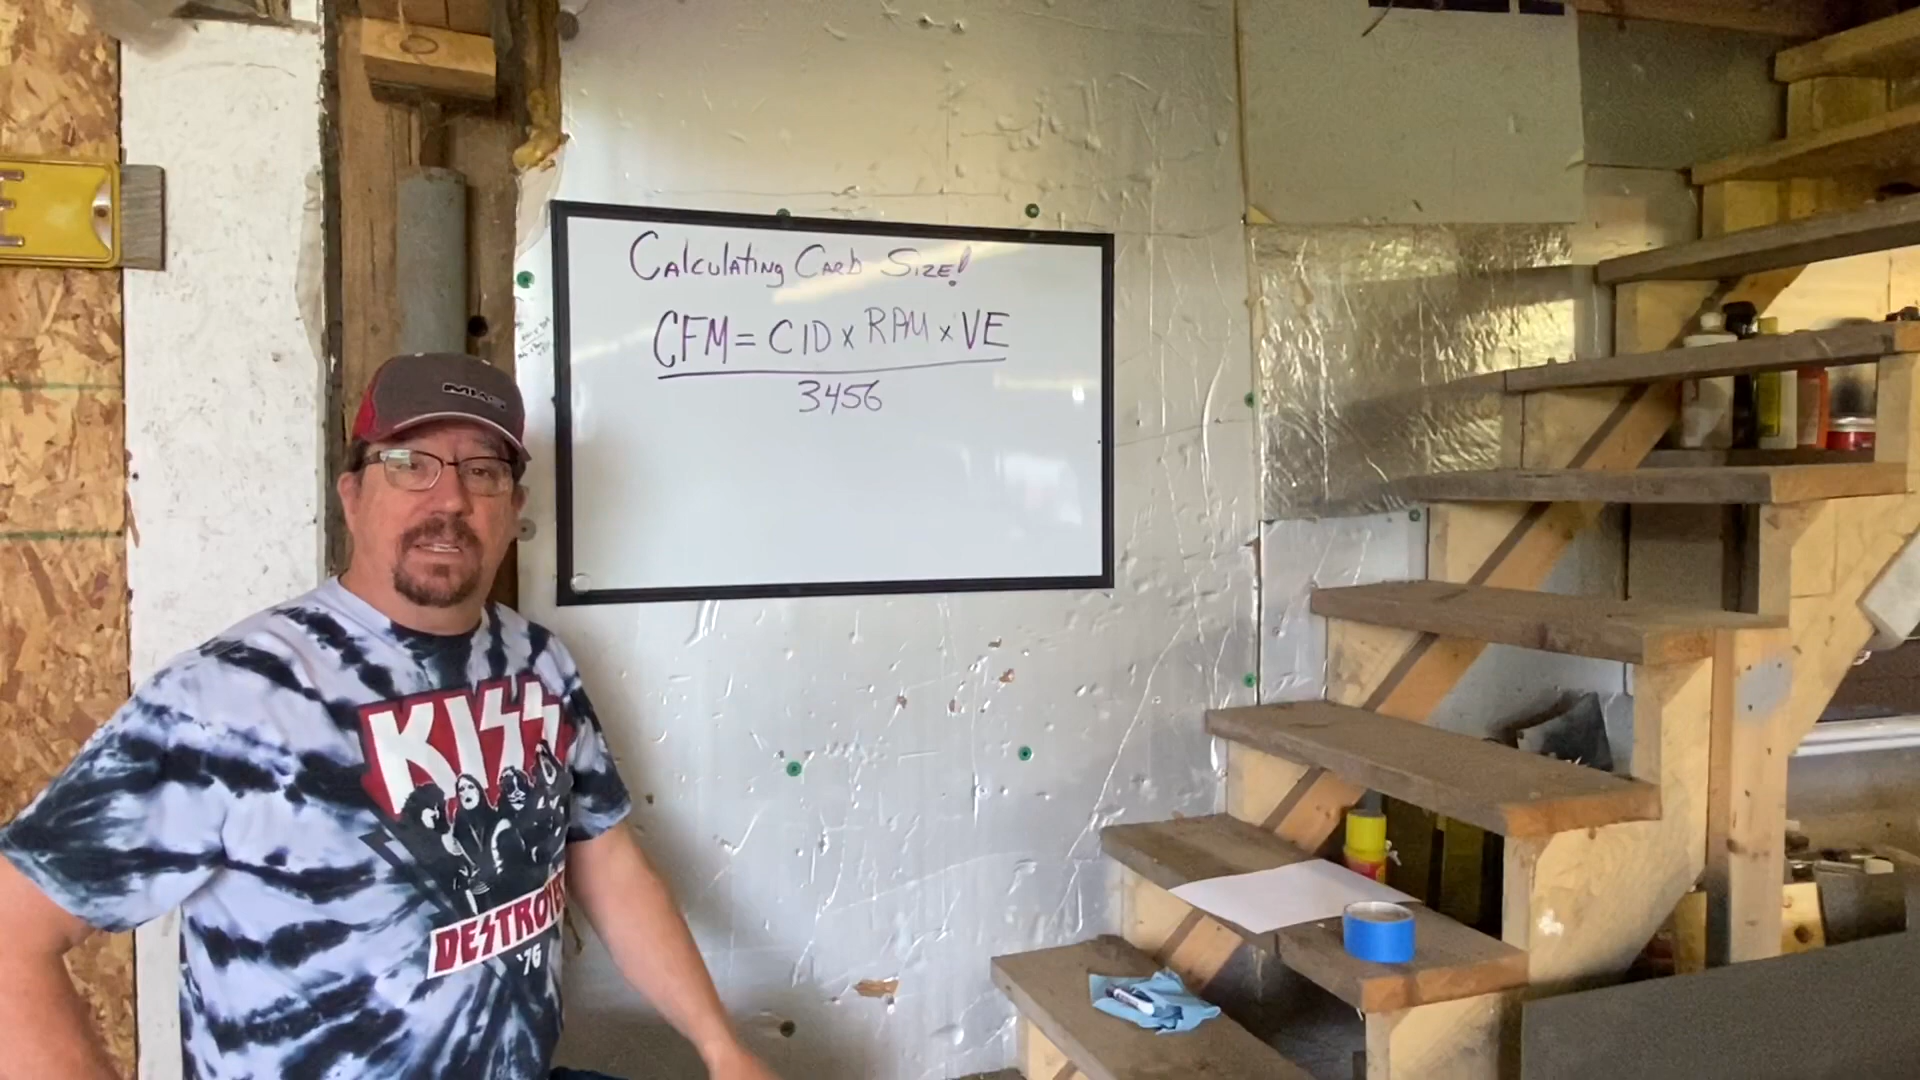 Calculating Carb Size!
CFM = CID x RPM x VE
3456
KISS
DESTROYER
'76
E